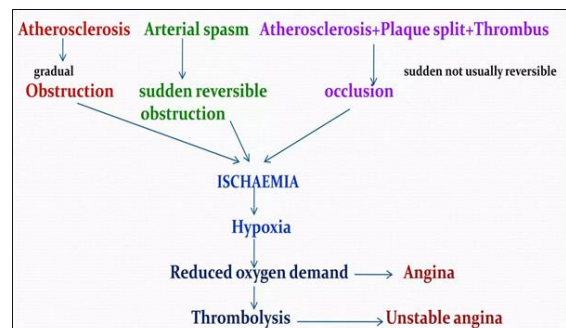 Atherosclerosis Arterial spasm Atherosclerosis+Plaque split+Thrombus
gradual sudden not usually reversible
Obstruction sudden reversible occlusion
obstruction
ISCHAEMIA
Hypoxia
Reduced oxygen demand Angina
Thrombolysis Unstable angina